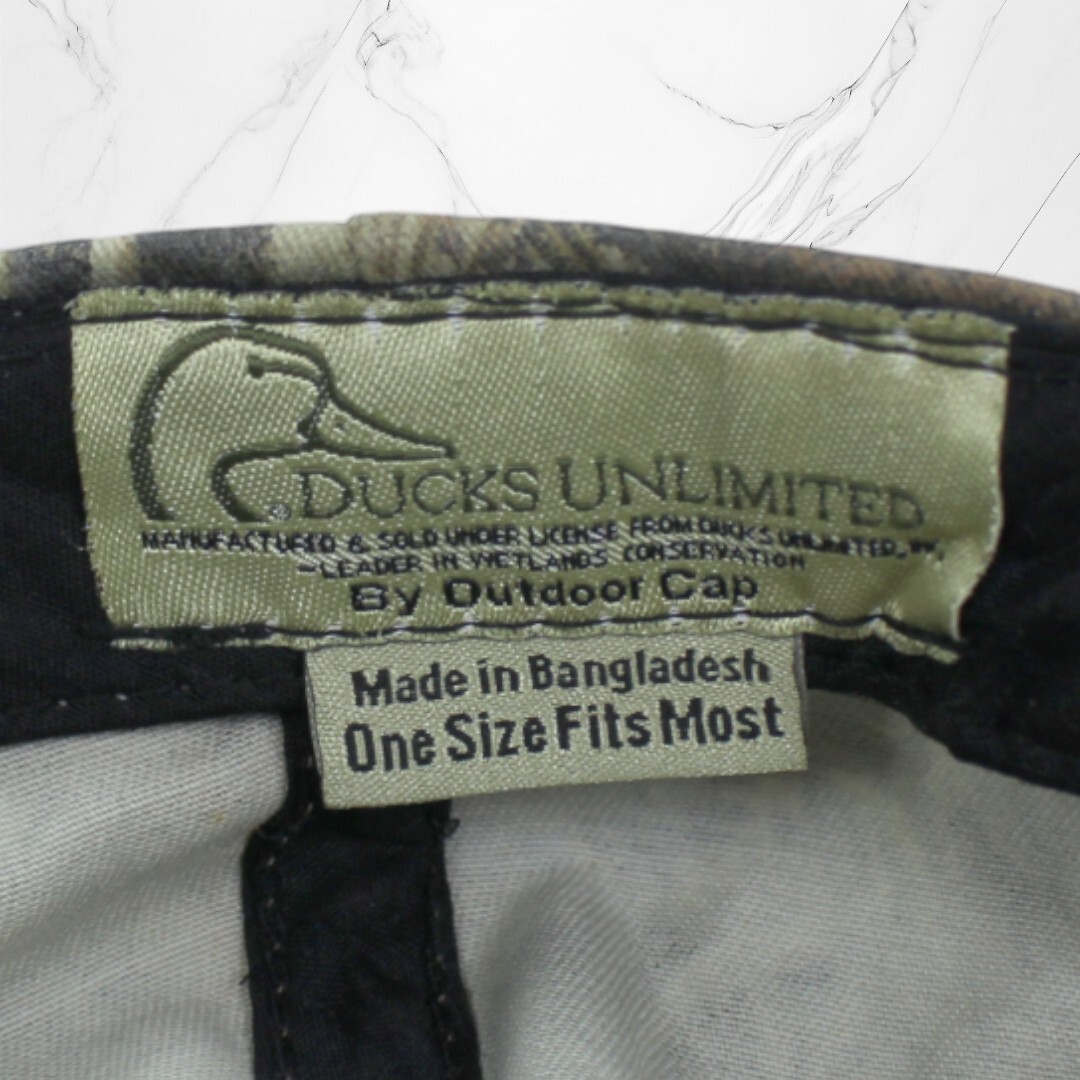 ® DUCKS UNLIMITED
MANUFACTURED & SOLD UNDER LICENSE FROM DUCKS UNLIMITED, INC.
-LEADER IN WETLANDS CONSERVATION
By Outdoor Cap
Made in Bangladesh
One Size Fits Most